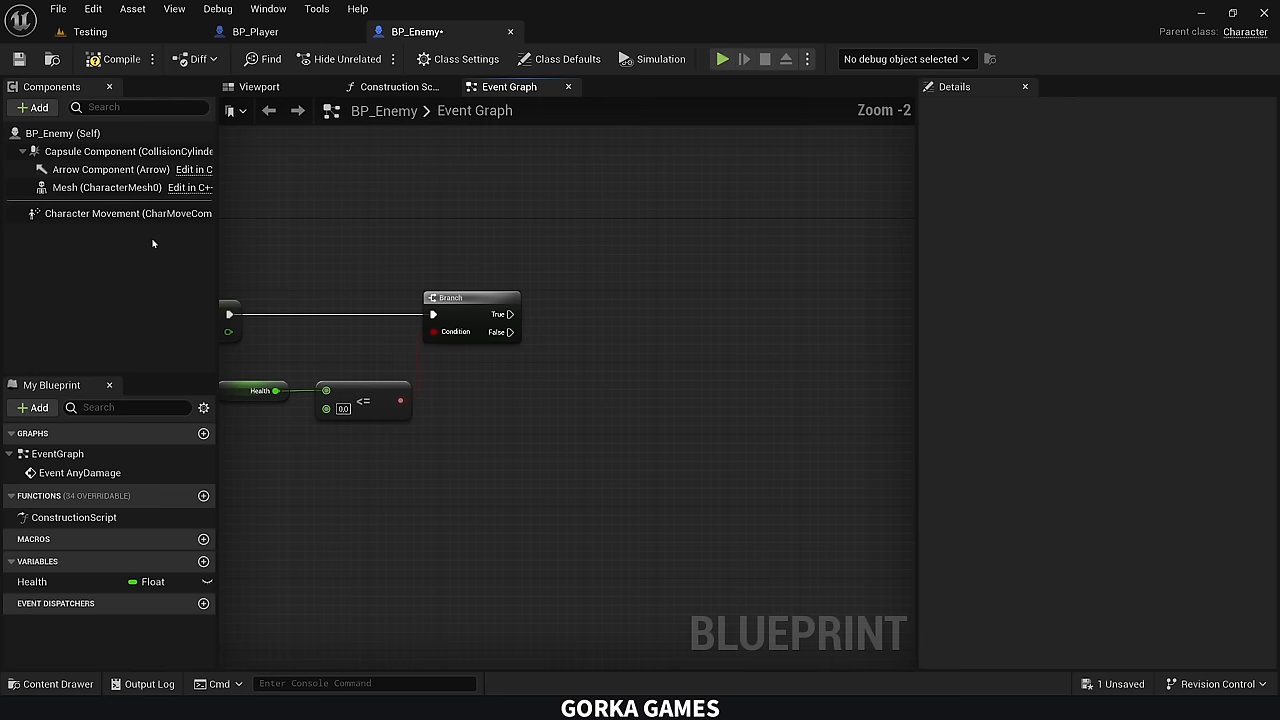 File Edit Asset View Debug Window Tools Help
Testing BP_Player BP_Enemy•
Parent class: Character
Compile Diff Find Hide Unrelated Class Settings Class Defaults Simulation No debug object selected
Components Viewport Construction Sc... Event Graph Details
Add Search BP_Enemy > Event Graph Zoom -2
BP_Enemy (Self)
Capsule Component (CollisionCylinde
Arrow Component (Arrow) Edit in C
Mesh (CharacterMesh0) Edit in C+
Character Movement (CharMoveCom
Branch
True
Condition False
Health <=
0.0
My Blueprint
Add Search
GRAPHS
EventGraph
Event AnyDamage
FUNCTIONS (34 OVERRIDABLE)
ConstructionScript
MACROS
VARIABLES
Health Float
EVENT DISPATCHERS
BLUEPRINT
Content Drawer Output Log Cmd Enter Console Command 1 Unsaved Revision Control
GORKA GAMES